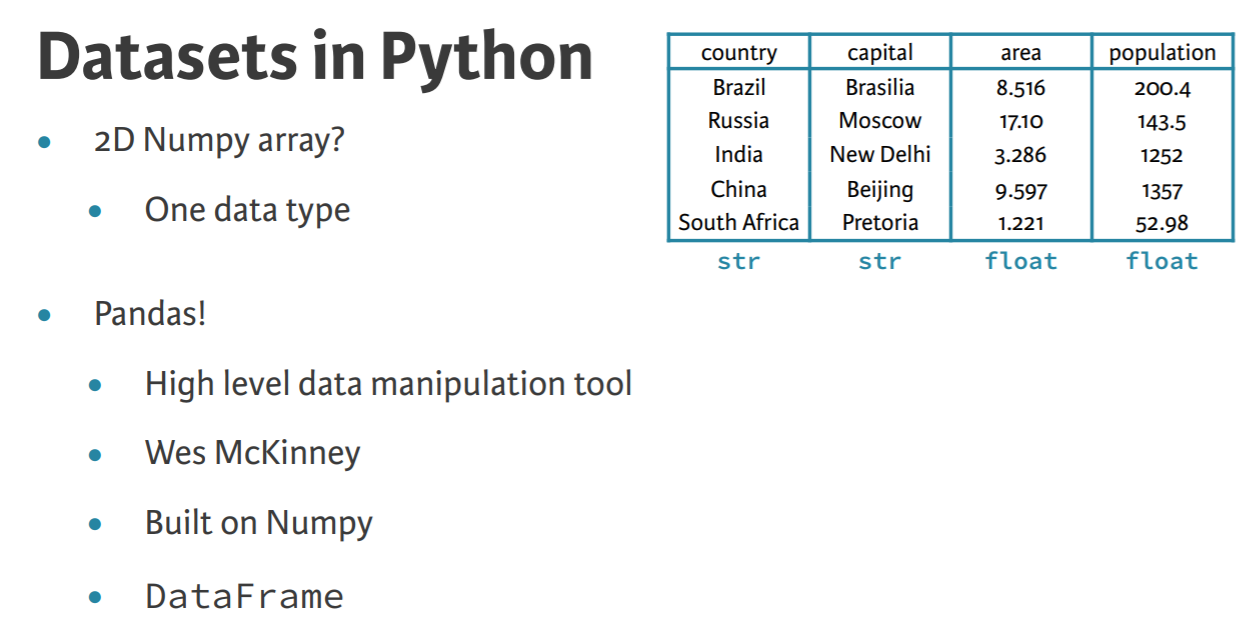 Datasets in Python
• 2D Numpy array?
• One data type
• Pandas!
• High level data manipulation tool
• Wes McKinney
• Built on Numpy
• DataFrame
country capital area population
Brazil Brasilia 8.516 200.4
Russia Moscow 17.10 143.5
India New Delhi 3.286 1252
China Beijing 9.597 1357
South Africa Pretoria 1.221 52.98
str str float float